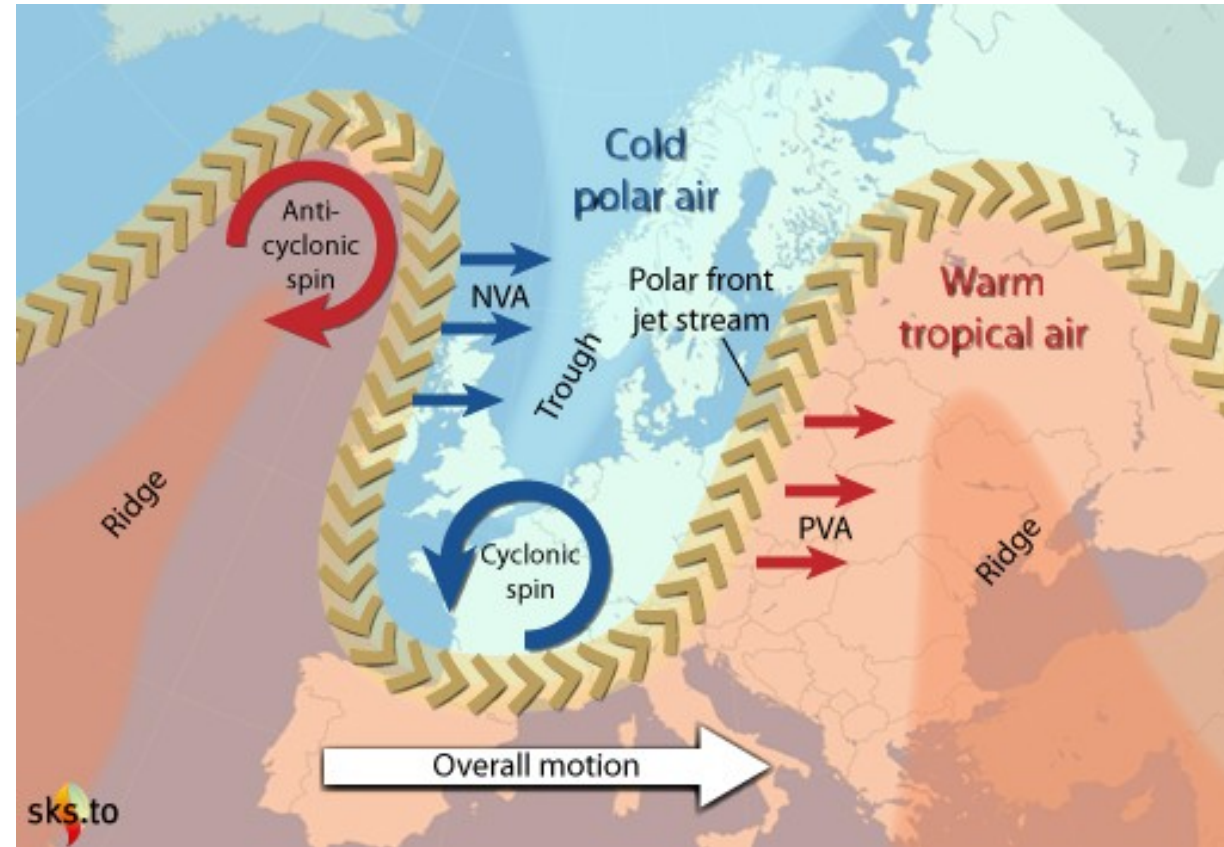 Cold
polar air
Anti-
cyclonic
spin
NVA
Polar front
jet stream
Warm
tropical air
Trough
Ridge
PVA
Cyclonic
spin
Ridge
Overall motion
sks.to